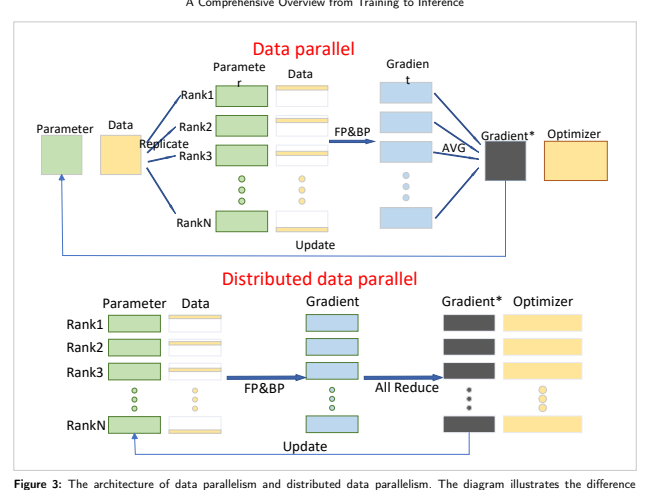 A Comprehensive Overview from Training to Inference
Data parallel
Paramete
r
Data
Gradien
t
Rank1
Parameter
Data
Rank2
FP&BP
Gradient*
Optimizer
Replicate
Rank3
AVG
RankN
Update
Distributed data parallel
Parameter
Data
Gradient
Gradient*
Optimizer
Rank1
Rank2
Rank3
FP&BP
All Reduce
RankN
Update
Figure 3: The architecture of data parallelism and distributed data parallelism. The diagram illustrates the difference